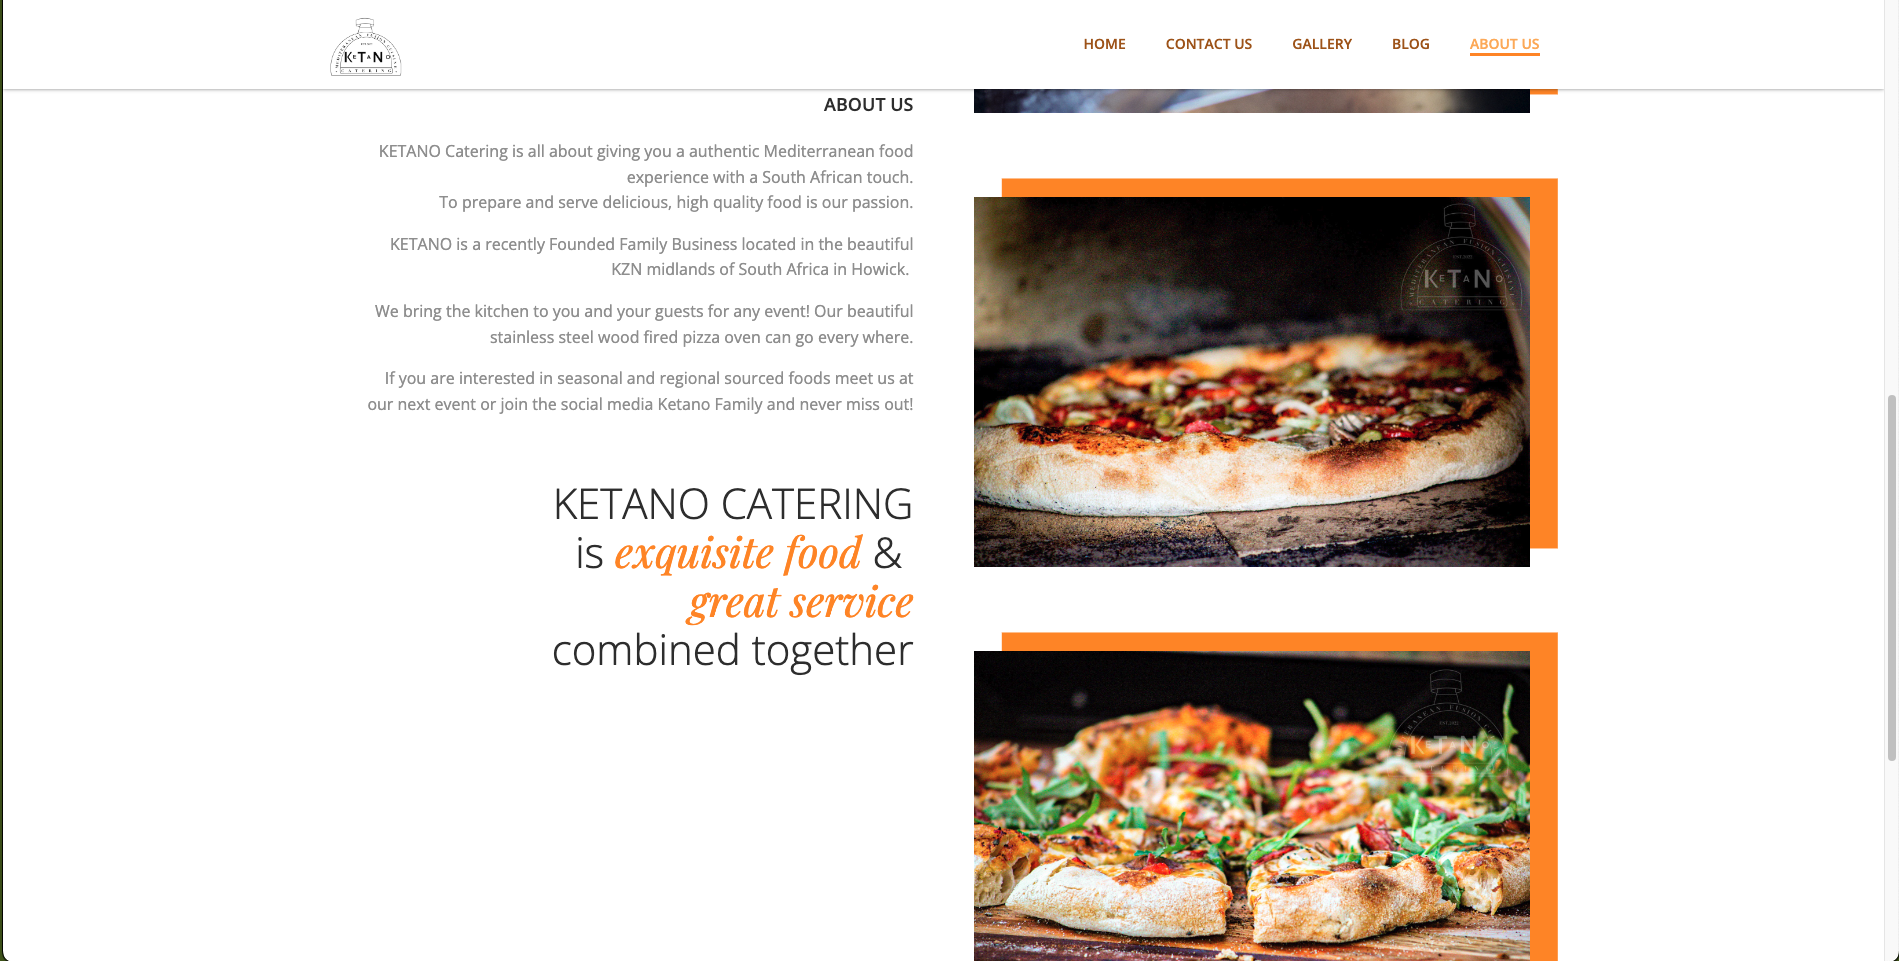 KETANO
CATERING
HOME
CONTACT US
GALLERY
BLOG
ABOUT US
ABOUT US
KETANO Catering is all about giving you a authentic Mediterranean food
experience with a South African touch.
To prepare and serve delicious, high quality food is our passion.
KETANO is a recently Founded Family Business located in the beautiful
KZN midlands of South Africa in Howick.
We bring the kitchen to you and your guests for any event! Our beautiful
stainless steel wood fired pizza oven can go every where.
If you are interested in seasonal and regional sourced foods meet us at
our next event or join the social media Ketano Family and never miss out!
KETANO CATERING
is exquisite food &
great service
combined together
MEDITERRANEAN FUSION CUISINE
KETANO
CATERING
KETANO